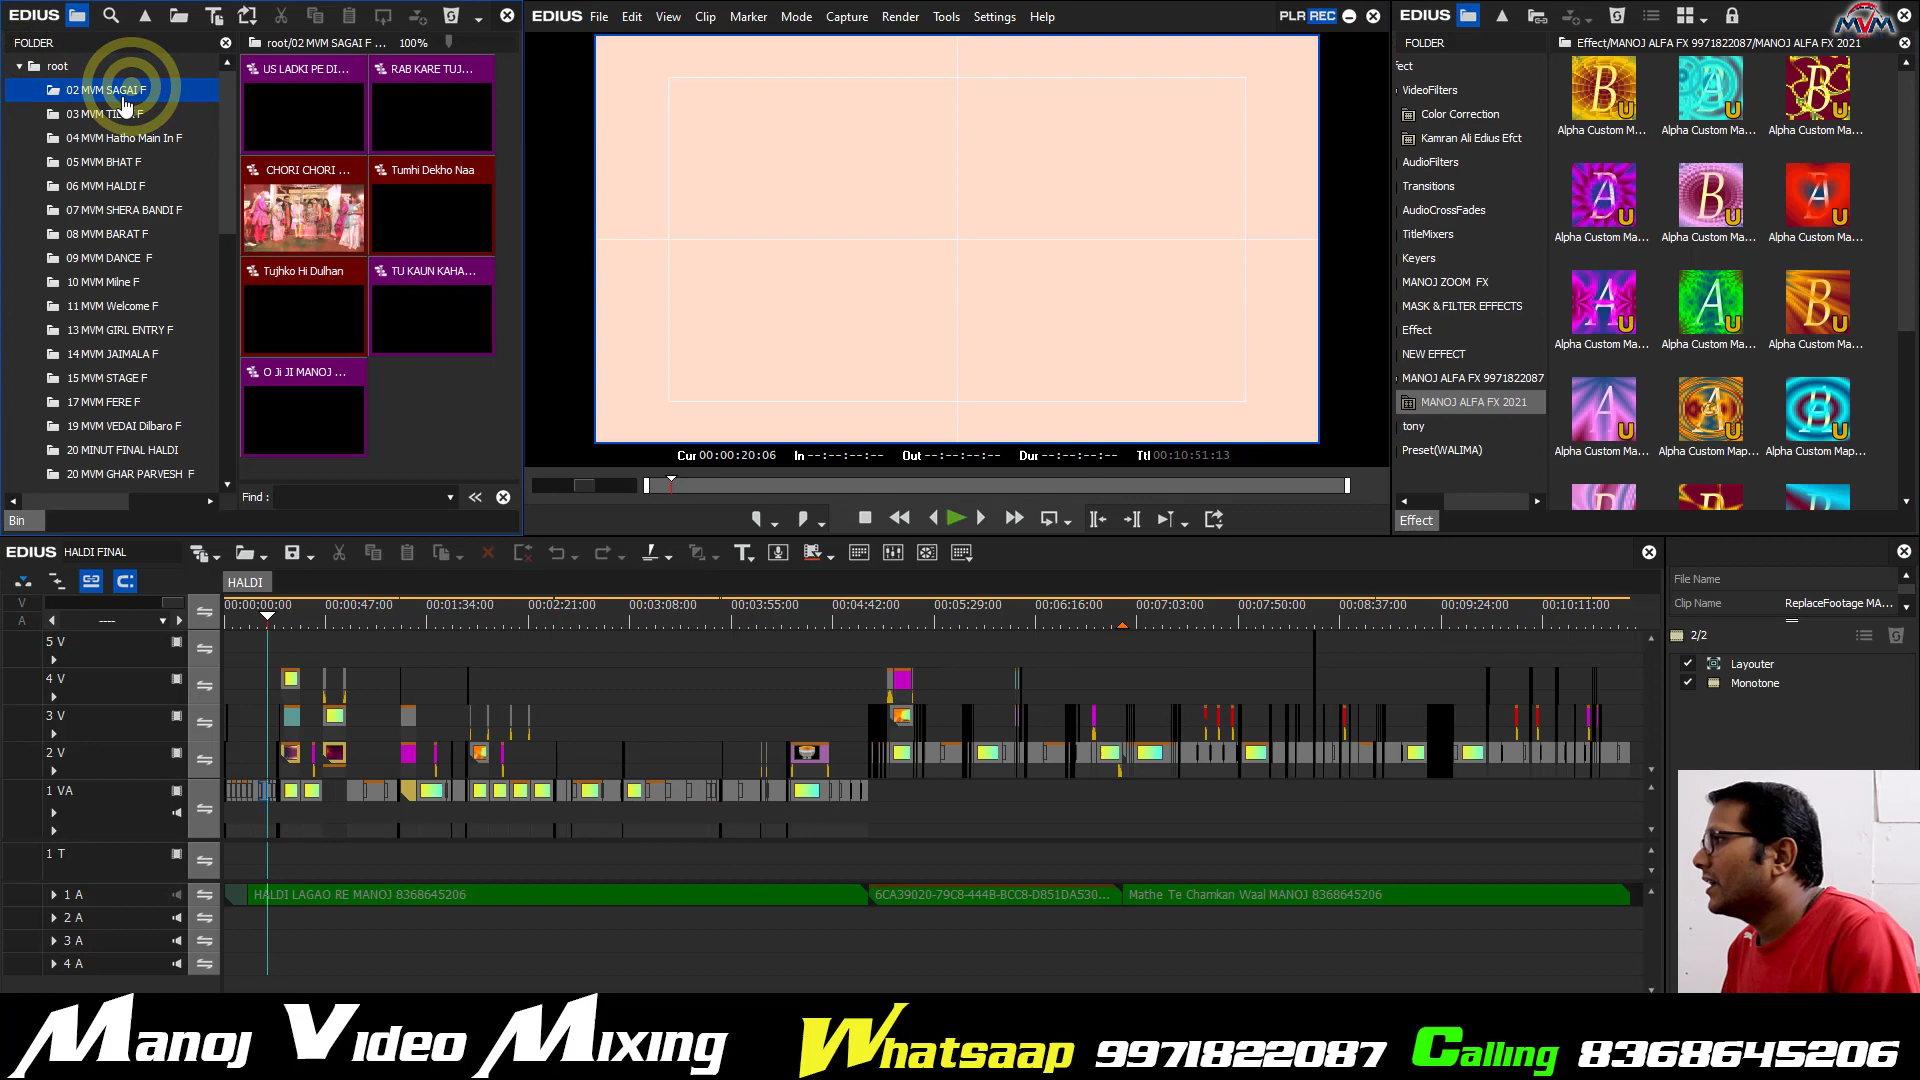 EDIUS
FOLDER
root
02 MVM SAGAI F
04 MVM Hatho Main In F
05 MVM BHAT F
06 MVM HALDI F
07 MVM SHERA BANDI F
08 MVM BARAT F
09 MVM DANCE F
10 MVM Milne F
11 MVM Welcome F
13 MVM GIRL ENTRY F
14 MVM JAIMALA F
15 MVM STAGE F
17 MVM FERE F
19 MVM VEDAI Dilbaro F
20 MINUT FINAL HALDI
20 MVM GHAR PARVESH F
Bin
root/02 MVM SAGAI F ... 100%
US LADKI PE DI... RAB KARE TUJ...
CHORI CHORI ... Tumhi Dekho Naa
Tujhko Hi Dulhan TU KAUN KAHA...
O Ji JI MANOJ ...
Find :
EDIUS File Edit View Clip Marker Mode Capture Render Tools Settings Help PLR REC
Cur 00:00:20:06 In --:--:--:-- Out --:--:--:-- Dur --:--:--:-- Ttl 00:10:51:13
EDIUS MVM
FOLDER
Effect/MANOJ ALFA FX 9971822087/MANOJ ALFA FX 2021
fect
VideoFilters
Color Correction
Kamran Ali Edius Efct
AudioFilters
Transitions
AudioCrossFades
TitleMixers
Keyers
MANOJ ZOOM FX
MASK & FILTER EFFECTS
Effect
NEW EFFECT
MANOJ ALFA FX 9971822087
MANOJ ALFA FX 2021
tony
Preset(WALIMA)
Effect
B U A U B U
Alpha Custom M... Alpha Custom M... Alpha Custom M...
A U B U A U
Alpha Custom Ma... Alpha Custom Ma... Alpha Custom Ma...
A U A U B U
Alpha Custom Ma... Alpha Custom Ma... Alpha Custom Ma...
A U A U B U
Alpha Custom Ma... Alpha Custom Map... Alpha Custom Map...
EDIUS HALDI FINAL
HALDI
V
A
----
00:00:00:00 00:00:47:00 00:01:34:00 00:02:21:00 00:03:08:00 00:03:55:00 00:04:42:00 00:05:29:00 00:06:16:00 00:07:03:00 00:07:50:00 00:08:37:00 00:09:24:00 00:10:11:00
5 V
4 V
3 V
2 V
1 VA
1 T
1 A
HALDI LAGAO RE MANOJ 8368645206 6CA39020-79C8-444B-BCC8-D851DA530... Mathe Te Chamkan Waal MANOJ 8368645206
2 A
3 A
4 A
File Name
Clip Name ReplaceFootage MA...
2/2
Layouter
Monotone
Manoj Video Mixing Whatsaap 9971822087 Calling 8368645206